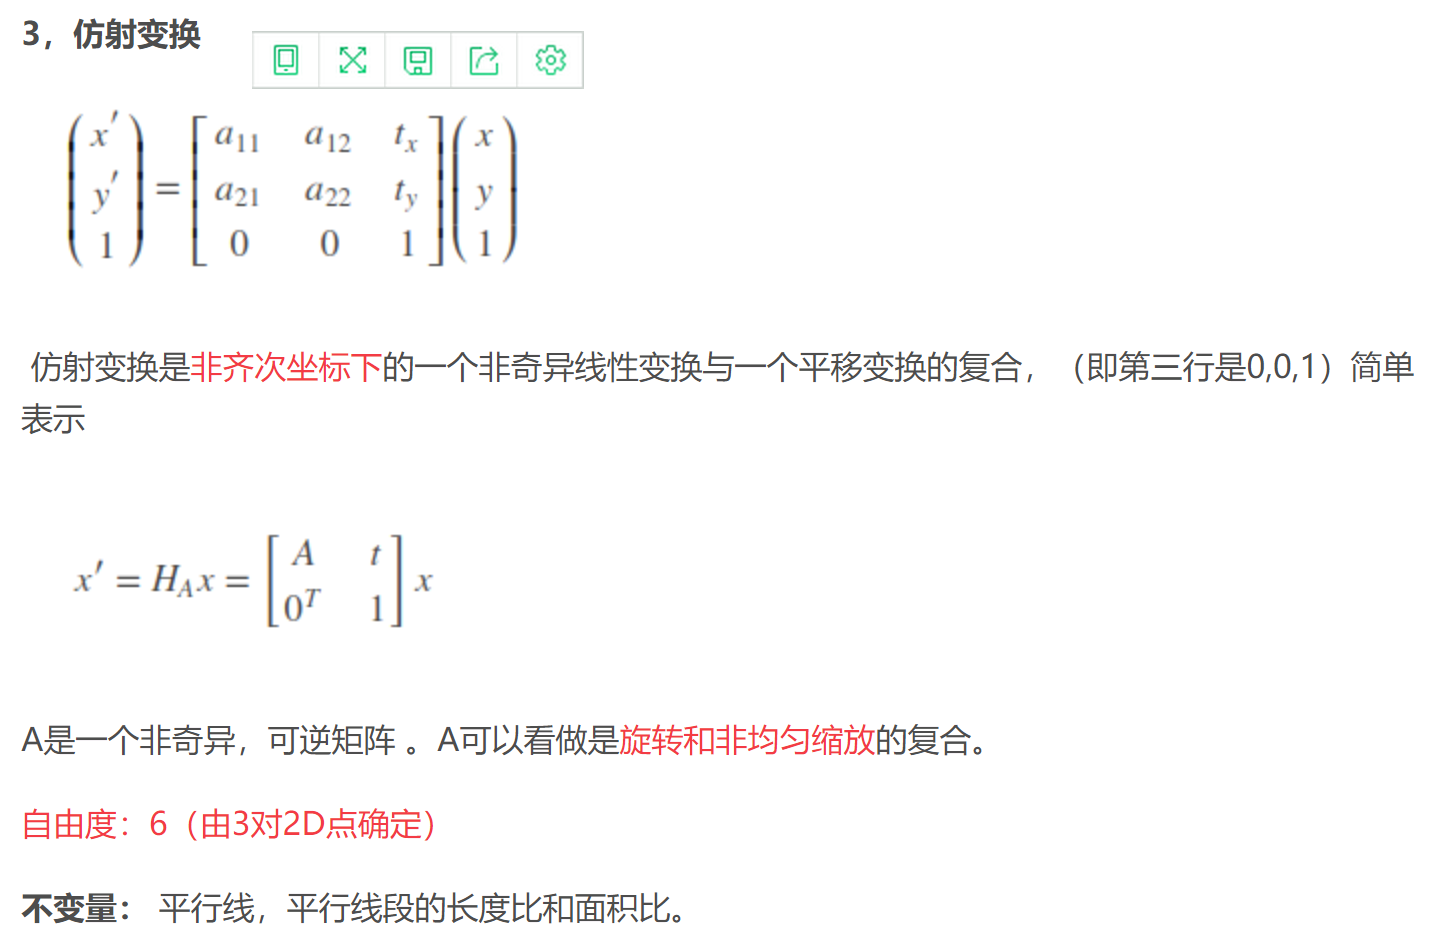 3，仿射变换
(x′ y′ 1) = [a11 a12 tx; a21 a22 ty; 0 0 1] (x y 1)
仿射变换是非齐次坐标下的一个非奇异线性变换与一个平移变换的复合，（即第三行是0,0,1）简单
表示
x′ = H_A x = [A t; 0^T 1] x
A是一个非奇异，可逆矩阵 。A可以看做是旋转和非均匀缩放的复合。
自由度：6（由3对2D点确定）
不变量： 平行线，平行线段的长度比和面积比。